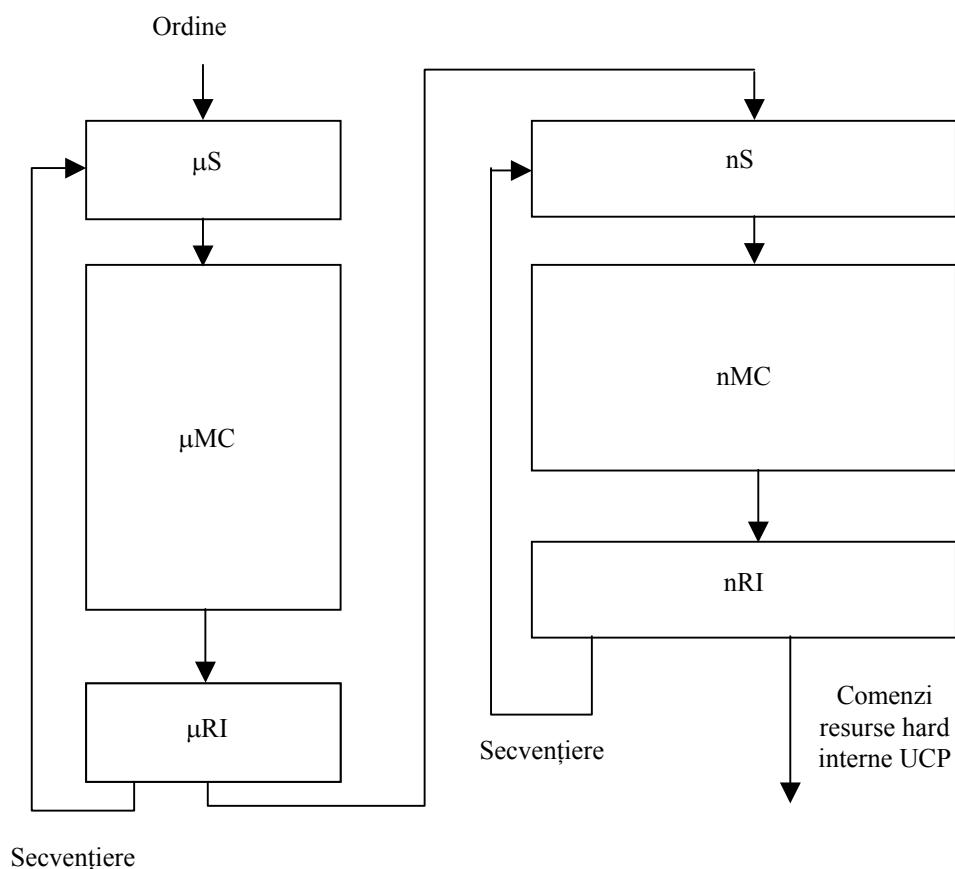 Ordine
μS
nS
μMC
nMC
nRI
μRI
Secvențiere
Comenzi
resurse hard
interne UCP
Secvențiere